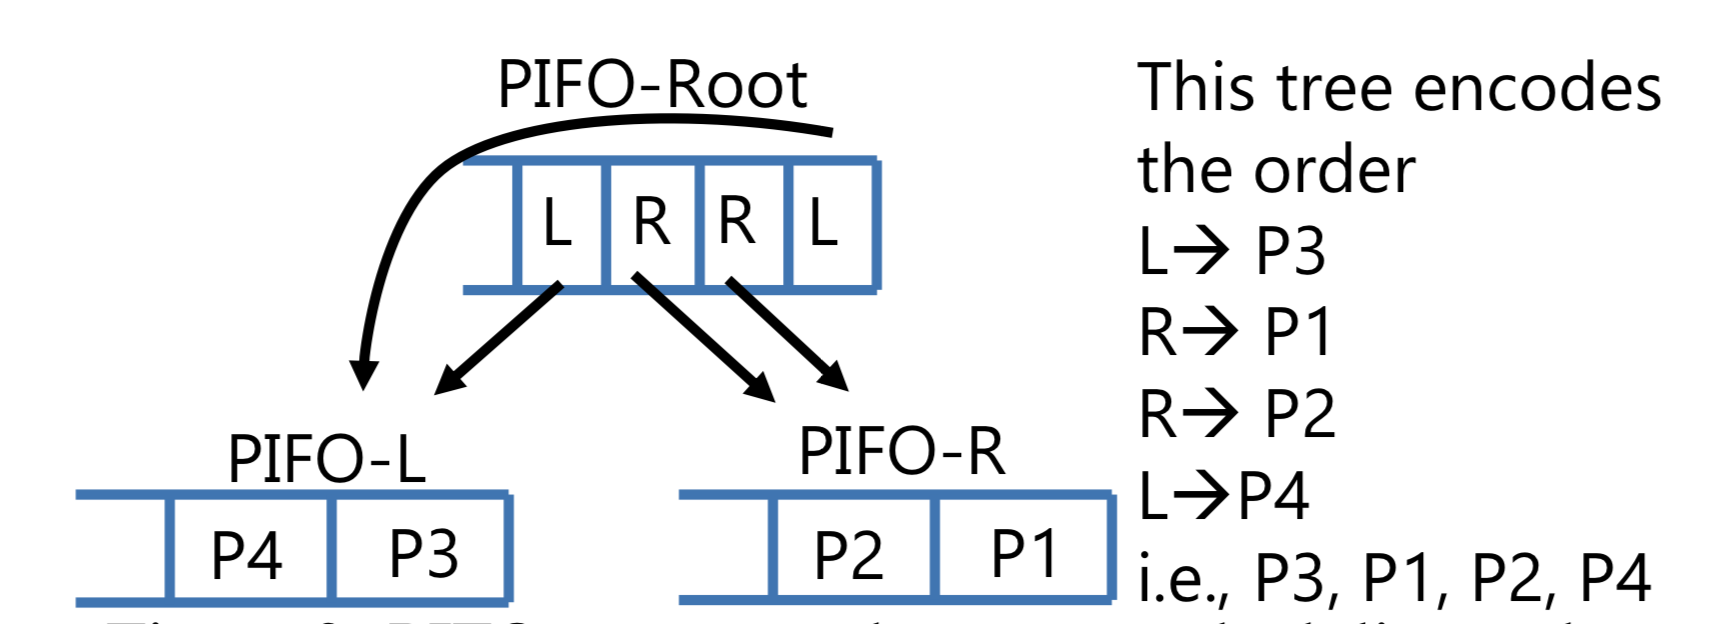 PIFO-Root
L R R L
PIFO-L
P4 P3
PIFO-R
P2 P1
This tree encodes
the order
L→ P3
R→ P1
R→ P2
L→P4
i.e., P3, P1, P2, P4